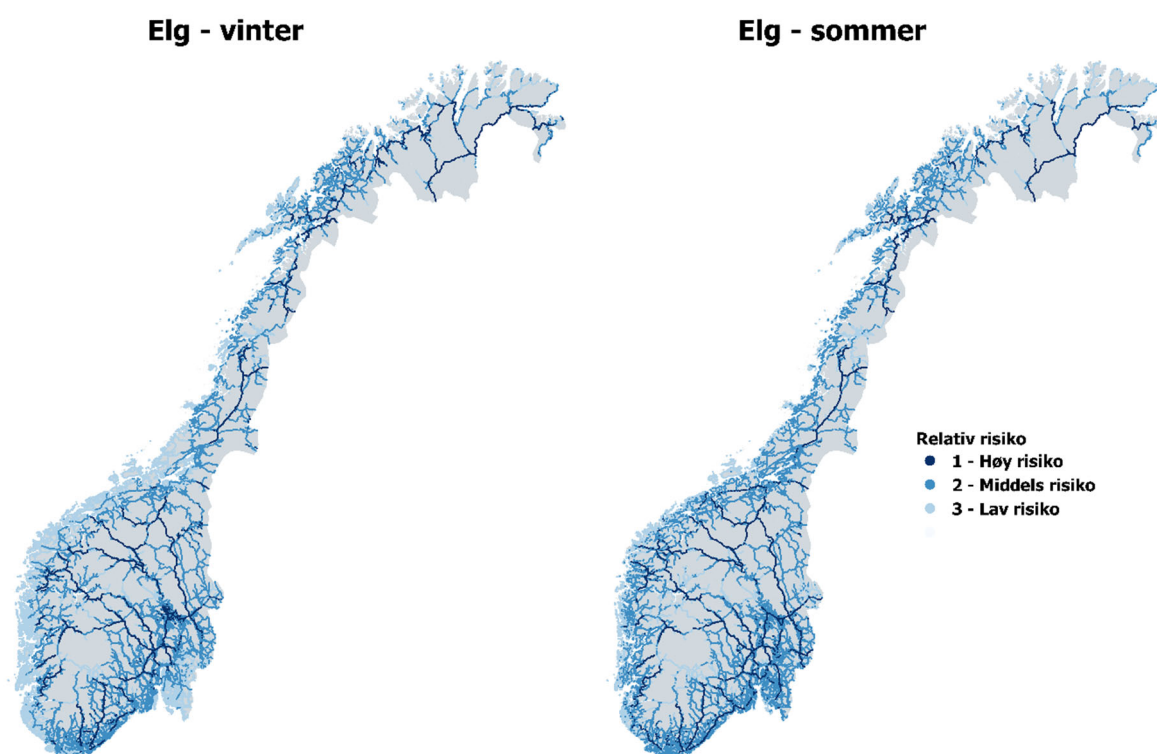 Elg - vinter
Elg - sommer
Relativ risiko
1 - Høy risiko
2 - Middels risiko
3 - Lav risiko